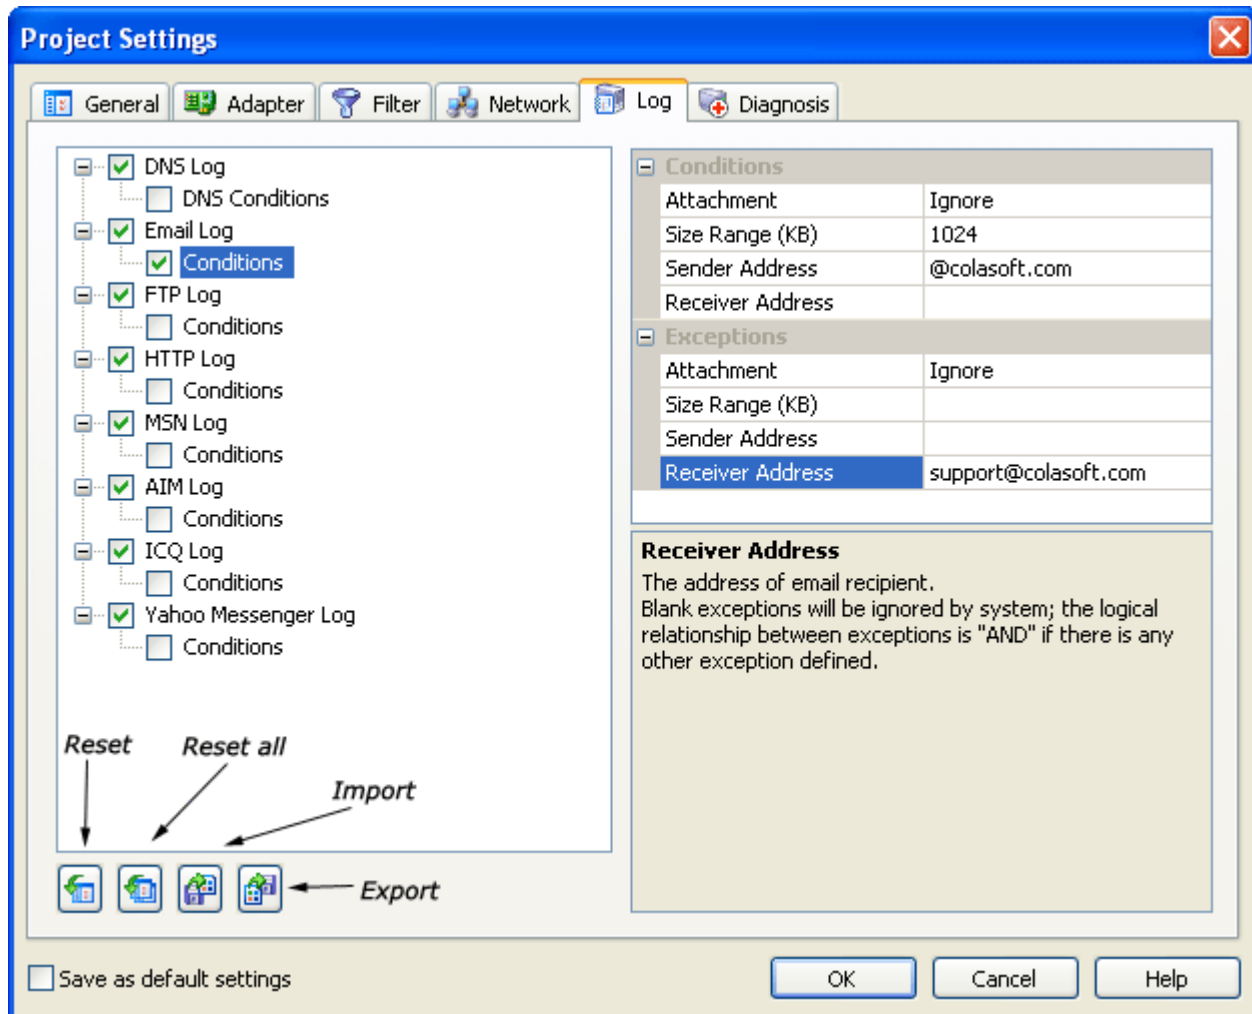 Project Settings
General Adapter Filter Network Log Diagnosis
DNS Log
DNS Conditions
Email Log
Conditions
FTP Log
Conditions
HTTP Log
Conditions
MSN Log
Conditions
AIM Log
Conditions
ICQ Log
Conditions
Yahoo Messenger Log
Conditions
Reset Reset all
Import
Export
Conditions
Attachment Ignore
Size Range (KB) 1024
Sender Address @colasoft.com
Receiver Address
Exceptions
Attachment Ignore
Size Range (KB)
Sender Address
Receiver Address support@colasoft.com
Receiver Address
The address of email recipient.
Blank exceptions will be ignored by system; the logical
relationship between exceptions is "AND" if there is any
other exception defined.
Save as default settings OK Cancel Help